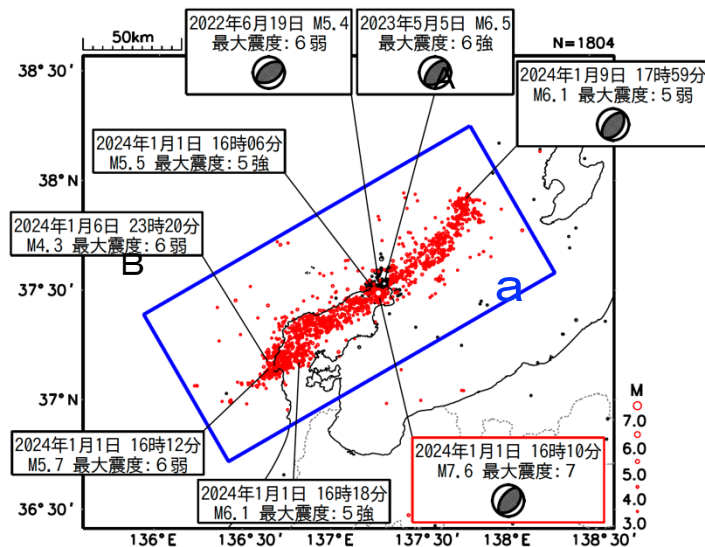 50km
2022年6月19日 M5.4
最大震度:6弱
2023年5月5日 M6.5
最大震度:6強
A
N=1804
2024年1月9日 17時59分
M6.1 最大震度:5弱
2024年1月1日 16時06分
M5.5 最大震度:5強
2024年1月6日 23時20分
M4.3 最大震度:6弱
B
a
2024年1月1日 16時12分
M5.7 最大震度:6弱
2024年1月1日 16時18分
M6.1 最大震度:5強
2024年1月1日 16時10分
M7.6 最大震度:7
38°30′
38°N
37°30′
37°N
36°30′
136°E
136°30′
137°E
137°30′
138°E
138°30′
M
7.0
6.0
5.0
4.0
3.0